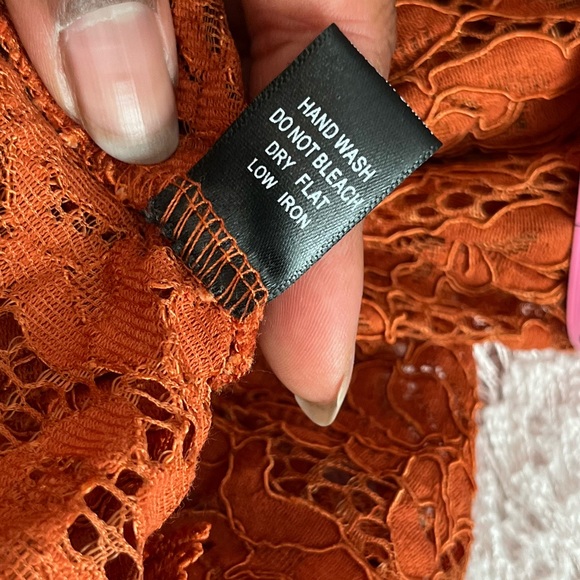 HAND WASH
DO NOT BLEACH
DRY FLAT
LOW IRON